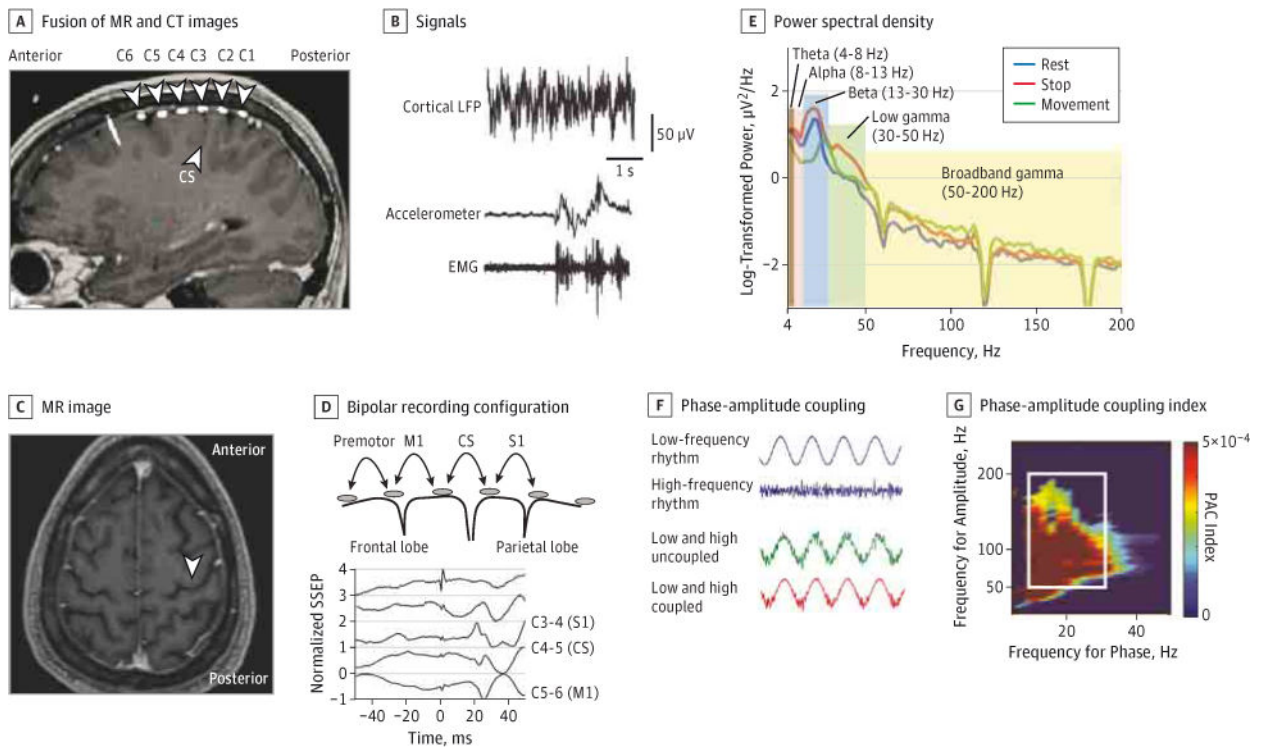 A Fusion of MR and CT images
Anterior
C6 C5 C4 C3 C2 C1
Posterior
CS
B Signals
Cortical LFP
50 µV
1 s
Accelerometer
EMG
E Power spectral density
Theta (4-8 Hz)
Alpha (8-13 Hz)
Beta (13-30 Hz)
Low gamma
(30-50 Hz)
Broadband gamma
(50-200 Hz)
Rest
Stop
Movement
Log-Transformed Power, µV²/Hz
2
0
−2
4 50 100 150 200
Frequency, Hz
C MR image
Anterior
Posterior
D Bipolar recording configuration
Premotor M1 CS S1
Frontal lobe Parietal lobe
Normalized SSEP
4
3
2
1
0
−1
C3-4 (S1)
C4-5 (CS)
C5-6 (M1)
−40 −20 0 20 40
Time, ms
F Phase-amplitude coupling
Low-frequency
rhythm
High-frequency
rhythm
Low and high
uncoupled
Low and high
coupled
G Phase-amplitude coupling index
Frequency for Amplitude, Hz
200
100
50
20 40
Frequency for Phase, Hz
5×10⁻⁴
PAC Index
0